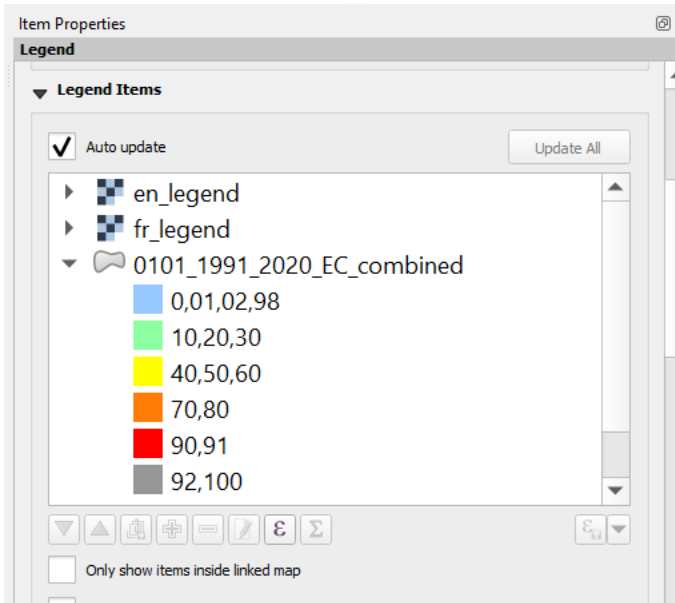 Item Properties
Legend
Legend Items
Auto update
Update All
en_legend
fr_legend
0101_1991_2020_EC_combined
0,01,02,98
10,20,30
40,50,60
70,80
90,91
92,100
ε Σ ε
Only show items inside linked map